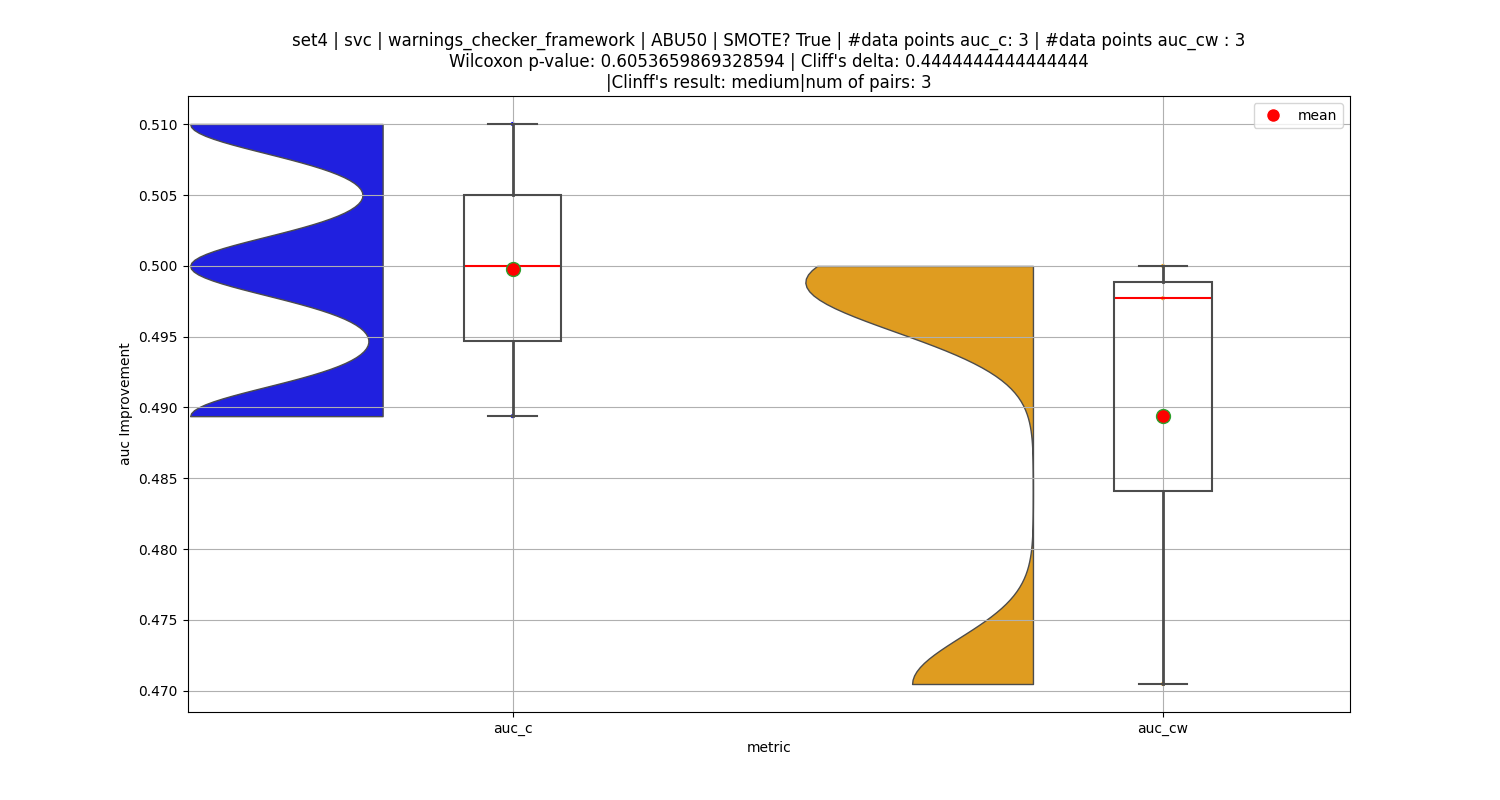 set4 | svc | warnings_checker_framework | ABU50 | SMOTE? True | #data points auc_c: 3 | #data points auc_cw : 3
Wilcoxon p-value: 0.6053659869328594 | Cliff's delta: 0.4444444444444444
|Clinff's result: medium|num of pairs: 3
mean
0.510
0.505
0.500
0.495
0.490
0.485
0.480
0.475
0.470
auc Improvement
auc_c
auc_cw
metric